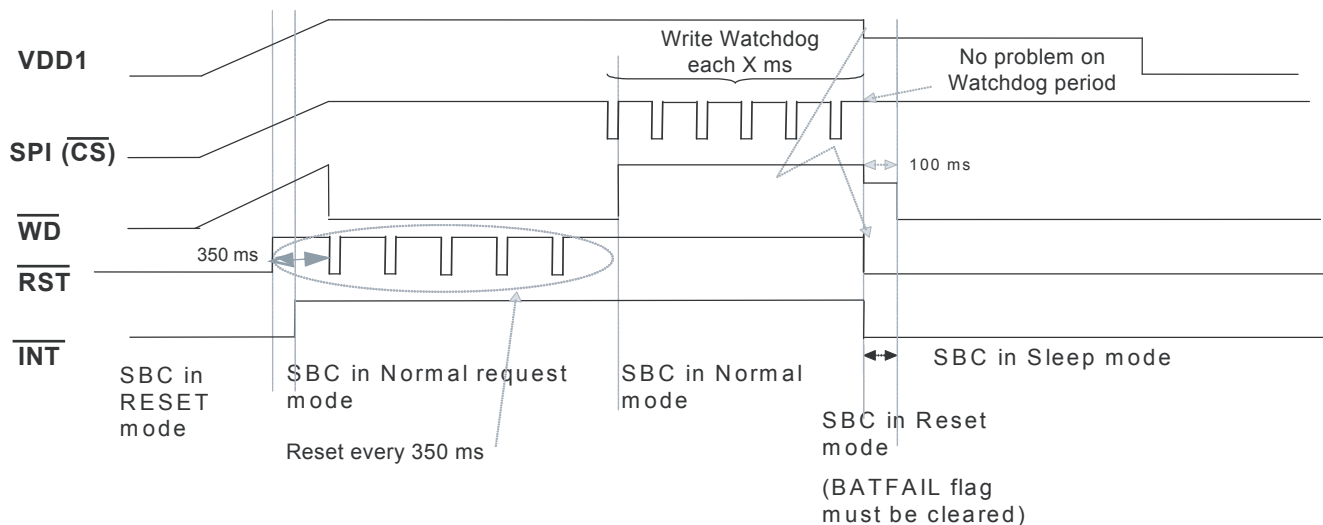 VDD1
SPI (CS)
WD
RST
INT
Write Watchdog
each X ms
No problem on
Watchdog period
100 ms
350 ms
SBC in
RESET
mode
SBC in Normal request
mode
Reset every 350 ms
SBC in Normal
mode
SBC in Reset
mode
(BATFAIL flag
must be cleared)
SBC in Sleep mode